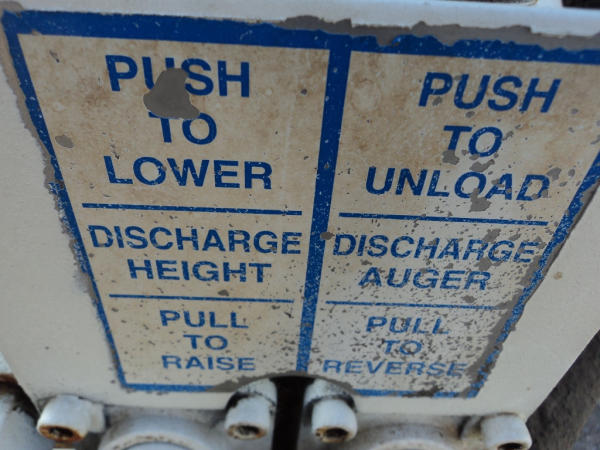 PUSH
TO
LOWER
DISCHARGE
HEIGHT
PULL
TO
RAISE
PUSH
TO
UNLOAD
DISCHARGE
AUGER
PULL
TO
REVERSE